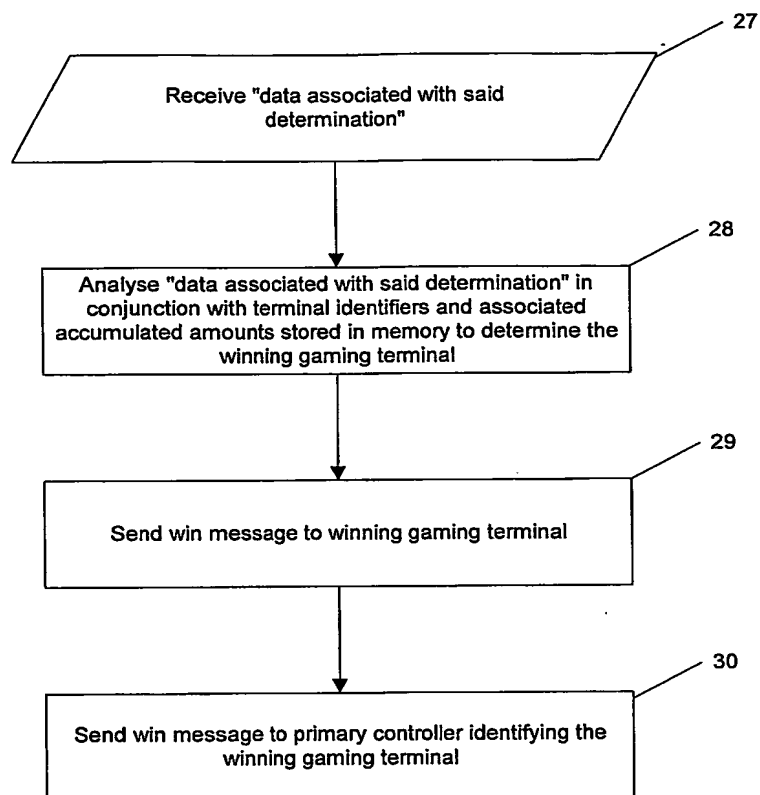 27
Receive "data associated with said
determination"
28
Analyse "data associated with said determination" in
conjunction with terminal identifiers and associated
accumulated amounts stored in memory to determine the
winning gaming terminal
29
Send win message to winning gaming terminal
30
Send win message to primary controller identifying the
winning gaming terminal